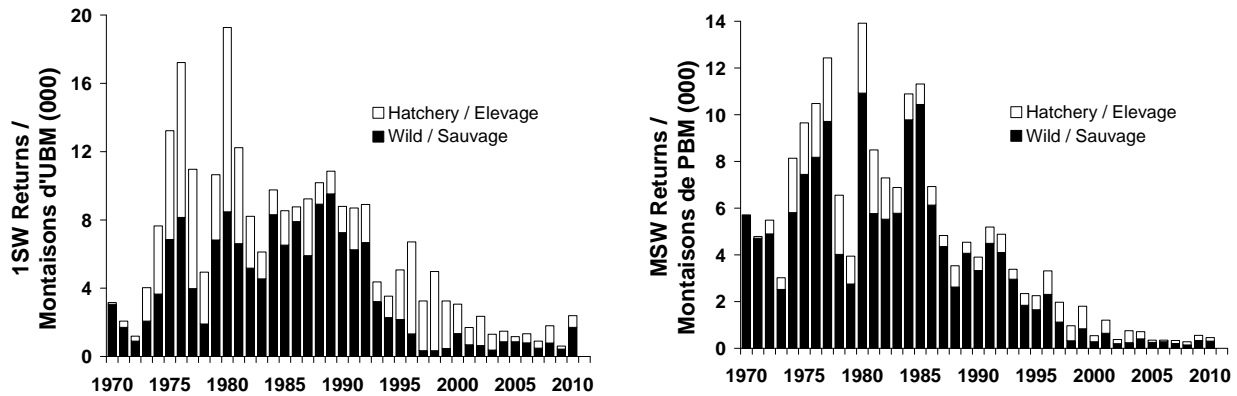 1SW Returns /
Montaisons d'UBM (000)
20
16
12
8
4
0
Hatchery / Elevage
Wild / Sauvage
1970 1975 1980 1985 1990 1995 2000 2005 2010
MSW Returns /
Montaisons de PBM (000)
14
12
10
8
6
4
2
0
Hatchery / Elevage
Wild / Sauvage
1970 1975 1980 1985 1990 1995 2000 2005 2010